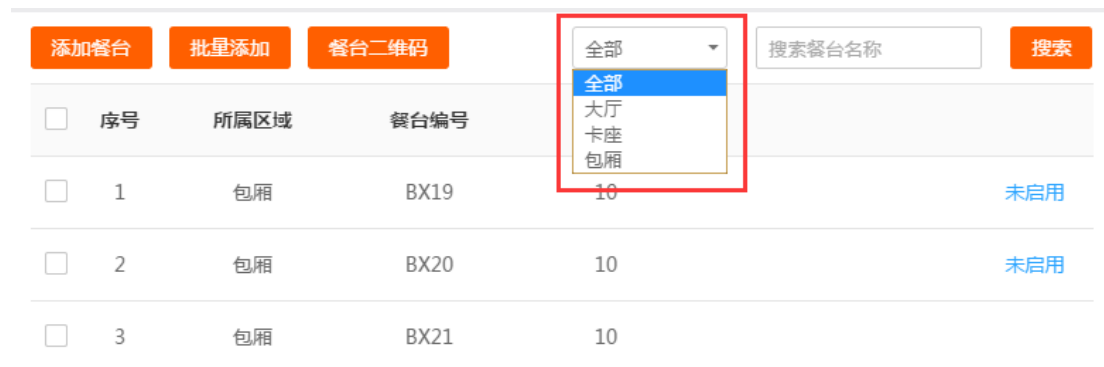 添加餐台 批量添加 餐台二维码 全部 搜索餐台名称 搜索
全部
大厅
卡座
包厢
序号 所属区域 餐台编号
1 包厢 BX19 10 未启用
2 包厢 BX20 10 未启用
3 包厢 BX21 10